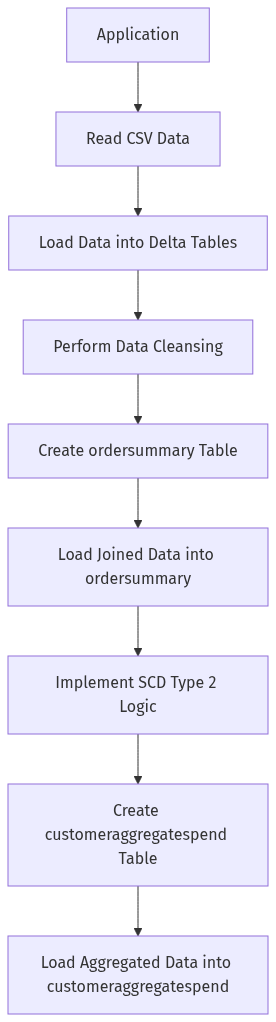 Application
Read CSV Data
Load Data into Delta Tables
Perform Data Cleansing
Create ordersummary Table
Load Joined Data into
ordersummary
Implement SCD Type 2
Logic
Create
customeraggregatespend
Table
Load Aggregated Data into
customeraggregatespend